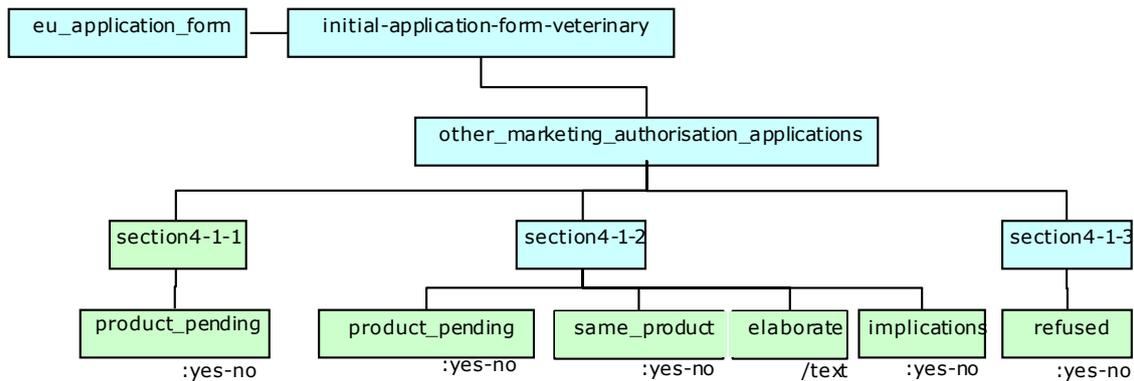 eu_application_form
initial-application-form-veterinary
other_marketing_authorisation_applications
section4-1-1
section4-1-2
section4-1-3
product_pending
product_pending
same_product
elaborate
implications
refused
:yes-no
:yes-no
:yes-no
/text
:yes-no
:yes-no